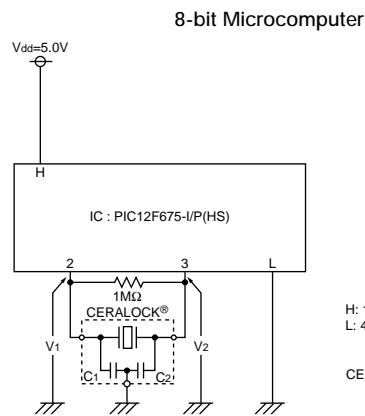 8-bit Microcomputer
Vdd=5.0V
H
IC : PIC12F675-I/P(HS)
2 3 L
1MΩ
CERALOCK®
V1 V2
C1 C2
H: 1
L: 4
CE